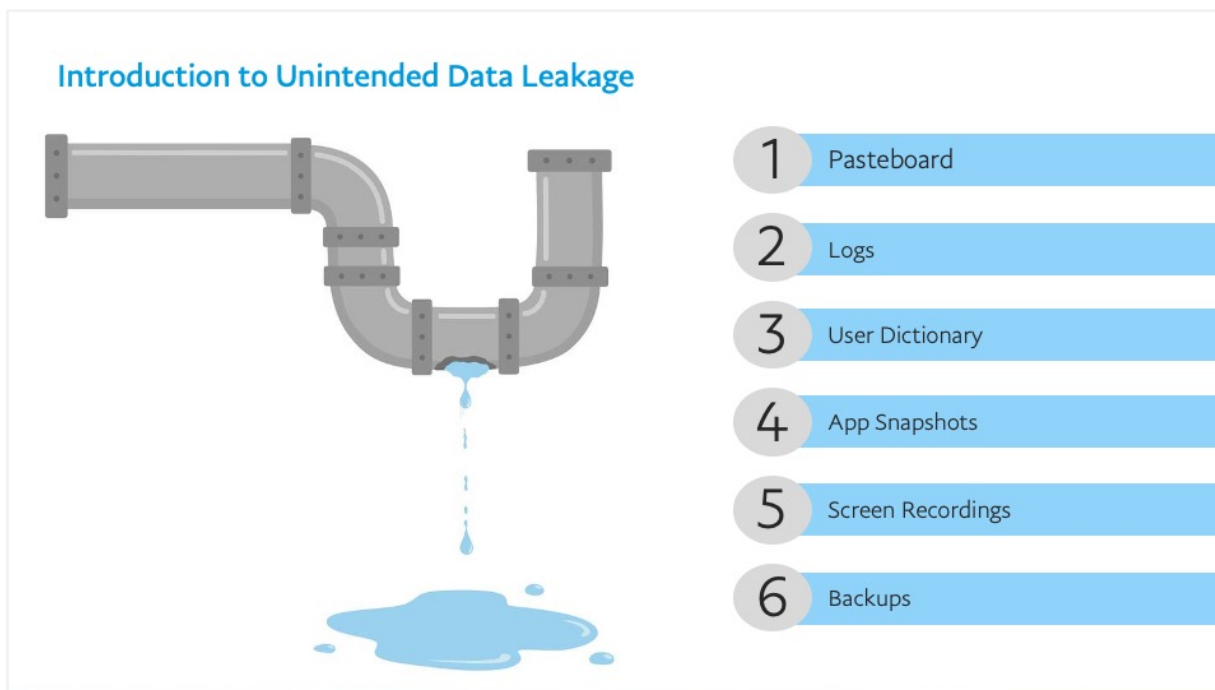 Introduction to Unintended Data Leakage
1 Pasteboard
2 Logs
3 User Dictionary
4 App Snapshots
5 Screen Recordings
6 Backups